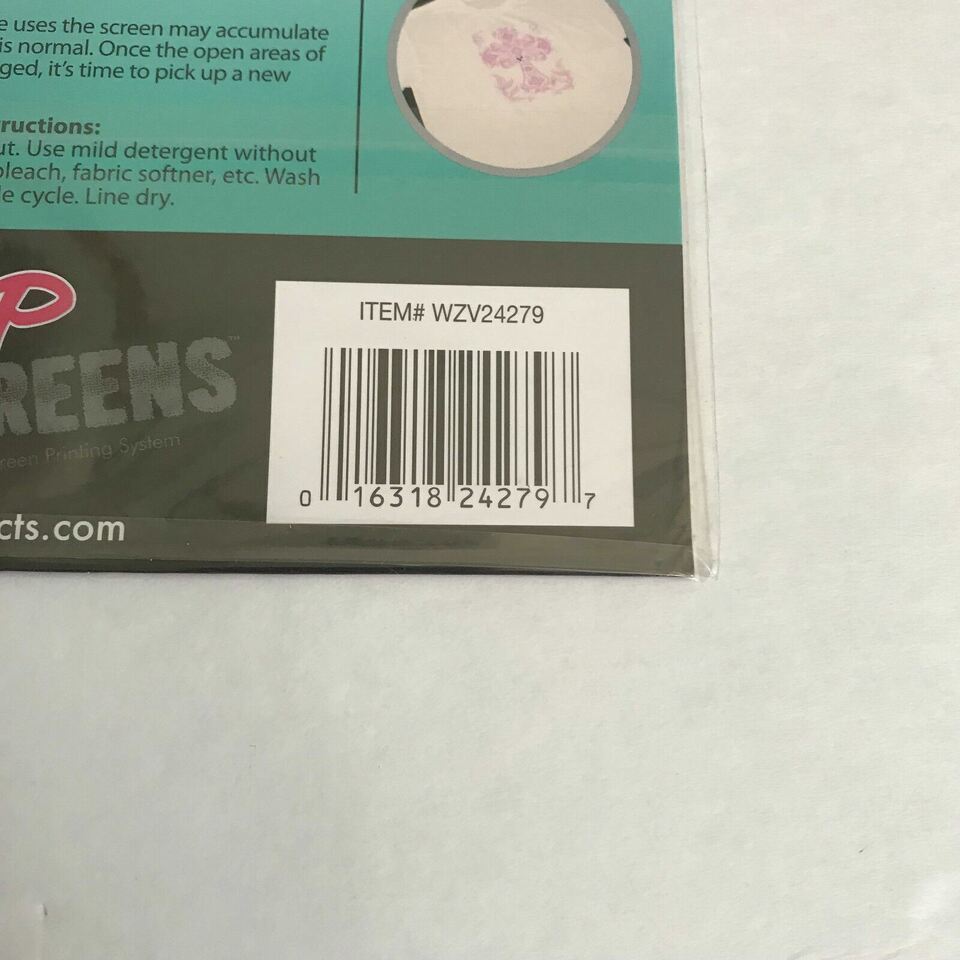 e uses the screen may accumulate
is normal. Once the open areas of
ged, it's time to pick up a new
ructions:
ut. Use mild detergent without
bleach, fabric softner, etc. Wash
le cycle. Line dry.
P
REENS™
reen Printing System
cts.com
ITEM# WZV24279
0 16318 24279 7